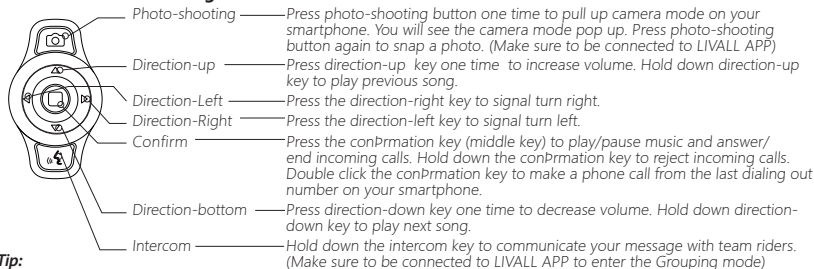 Photo-shooting Press photo-shooting button one time to pull up camera mode on your
smartphone. You will see the camera mode pop up. Press photo-shooting
button again to snap a photo. (Make sure to be connected to LIVALL APP)
Direction-up Press direction-up key one time to increase volume. Hold down direction-up
key to play previous song.
Direction-Left Press the direction-right key to signal turn right.
Direction-Right Press the direction-left key to signal turn left.
Confirm Press the conÞrmation key (middle key) to play/pause music and answer/
end incoming calls. Hold down the conÞrmation key to reject incoming calls.
Double click the conÞrmation key to make a phone call from the last dialing out
number on your smartphone.
Direction-bottom Press direction-down key one time to decrease volume. Hold down direction-
down key to play next song.
Intercom Hold down the intercom key to communicate your message with team riders.
Tip: (Make sure to be connected to LIVALL APP to enter the Grouping mode)